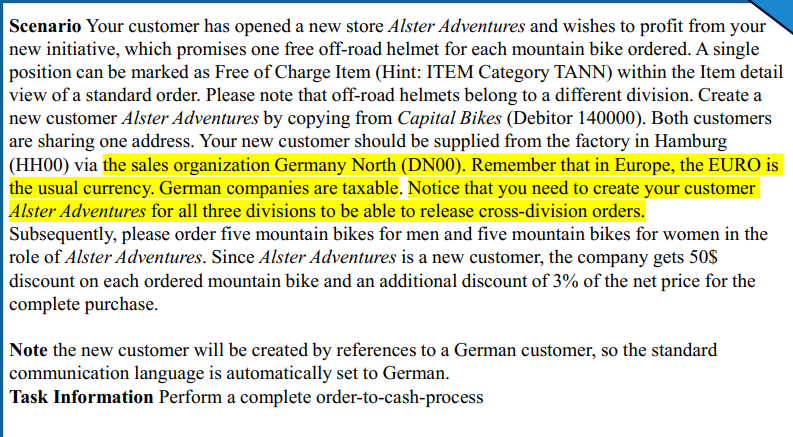 Scenario Your customer has opened a new store Alster Adventures and wishes to profit from your
new initiative, which promises one free off-road helmet for each mountain bike ordered. A single
position can be marked as Free of Charge Item (Hint: ITEM Category TANN) within the Item detail
view of a standard order. Please note that off-road helmets belong to a different division. Create a
new customer Alster Adventures by copying from Capital Bikes (Debitor 140000). Both customers
are sharing one address. Your new customer should be supplied from the factory in Hamburg
(HH00) via the sales organization Germany North (DN00). Remember that in Europe, the EURO is
the usual currency. German companies are taxable. Notice that you need to create your customer
Alster Adventures for all three divisions to be able to release cross-division orders.
Subsequently, please order five mountain bikes for men and five mountain bikes for women in the
role of Alster Adventures. Since Alster Adventures is a new customer, the company gets 50$
discount on each ordered mountain bike and an additional discount of 3% of the net price for the
complete purchase.
Note the new customer will be created by references to a German customer, so the standard
communication language is automatically set to German.
Task Information Perform a complete order-to-cash-process